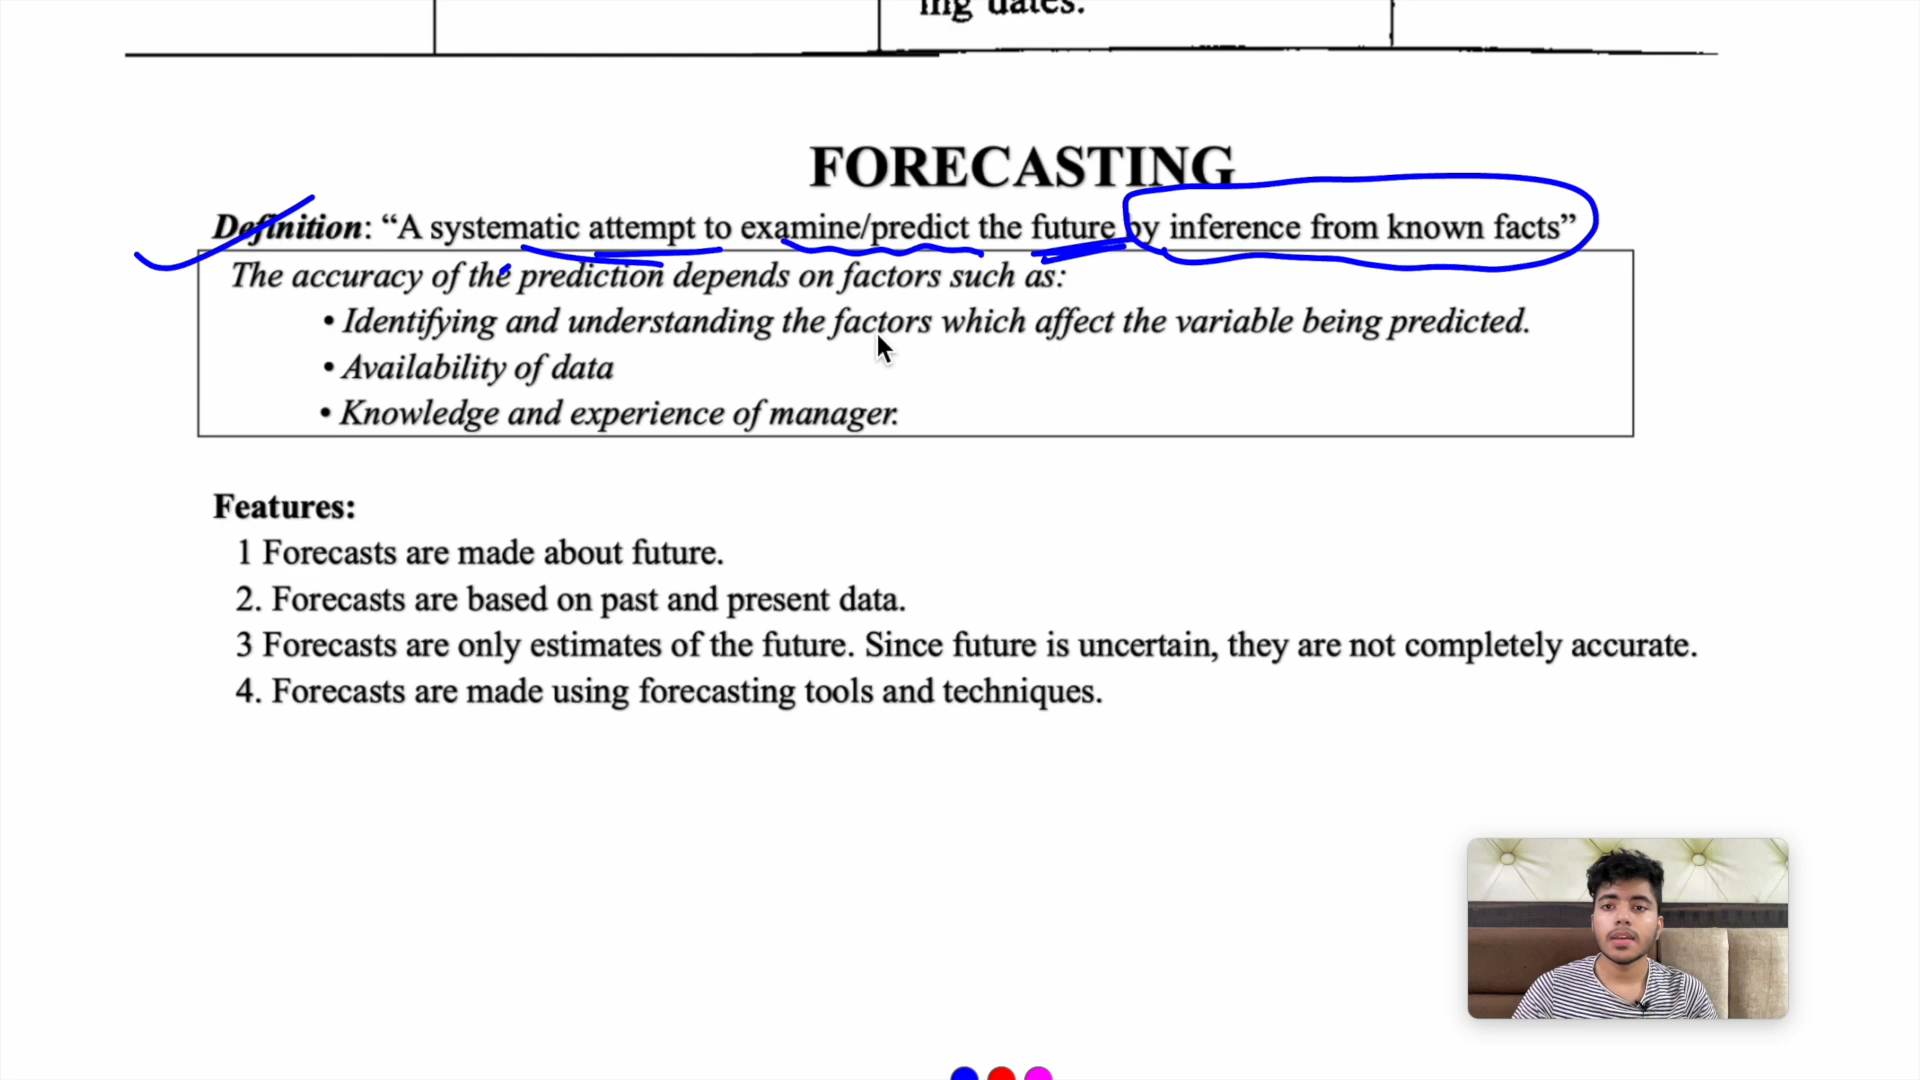 ing dates.
FORECASTING
Definition: “A systematic attempt to examine/predict the future by inference from known facts”
The accuracy of the prediction depends on factors such as:
• Identifying and understanding the factors which affect the variable being predicted.
• Availability of data
• Knowledge and experience of manager.
Features:
1 Forecasts are made about future.
2. Forecasts are based on past and present data.
3 Forecasts are only estimates of the future. Since future is uncertain, they are not completely accurate.
4. Forecasts are made using forecasting tools and techniques.